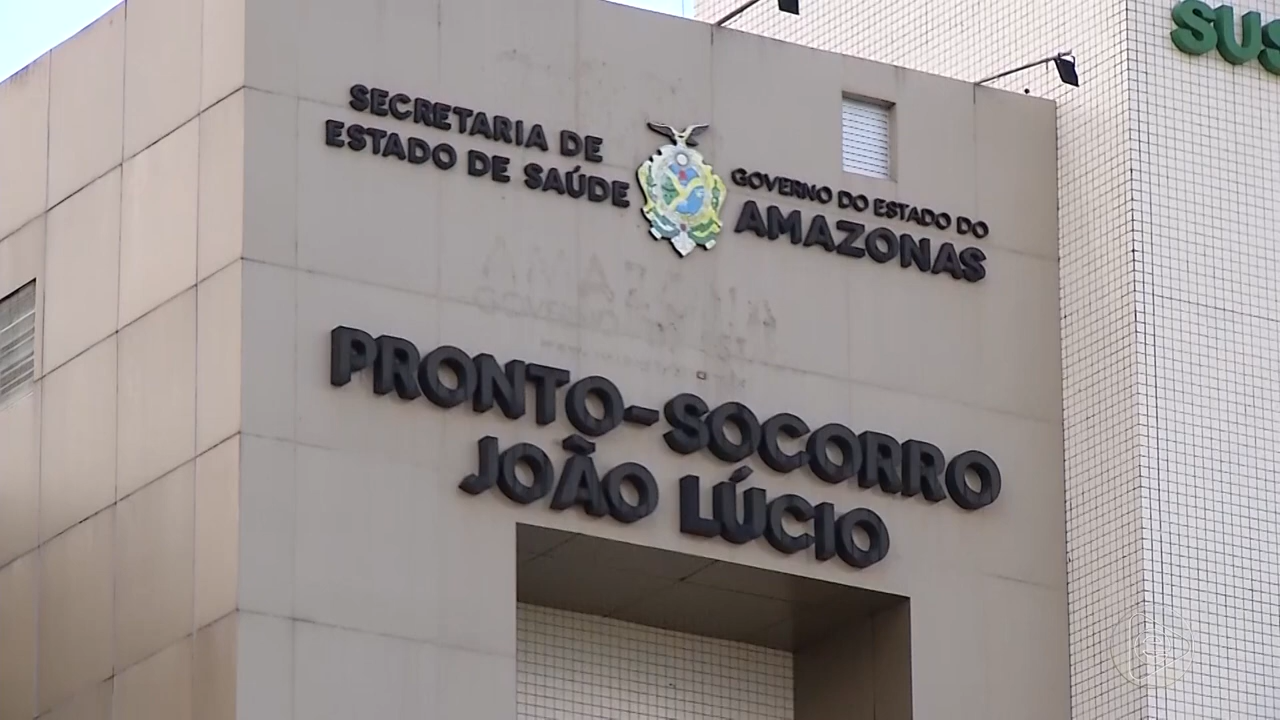 SUS
SECRETARIA DE
ESTADO DE SAÚDE
GOVERNO DO ESTADO DO
AMAZONAS
PRONTO-SOCORRO
JOÃO LÚCIO